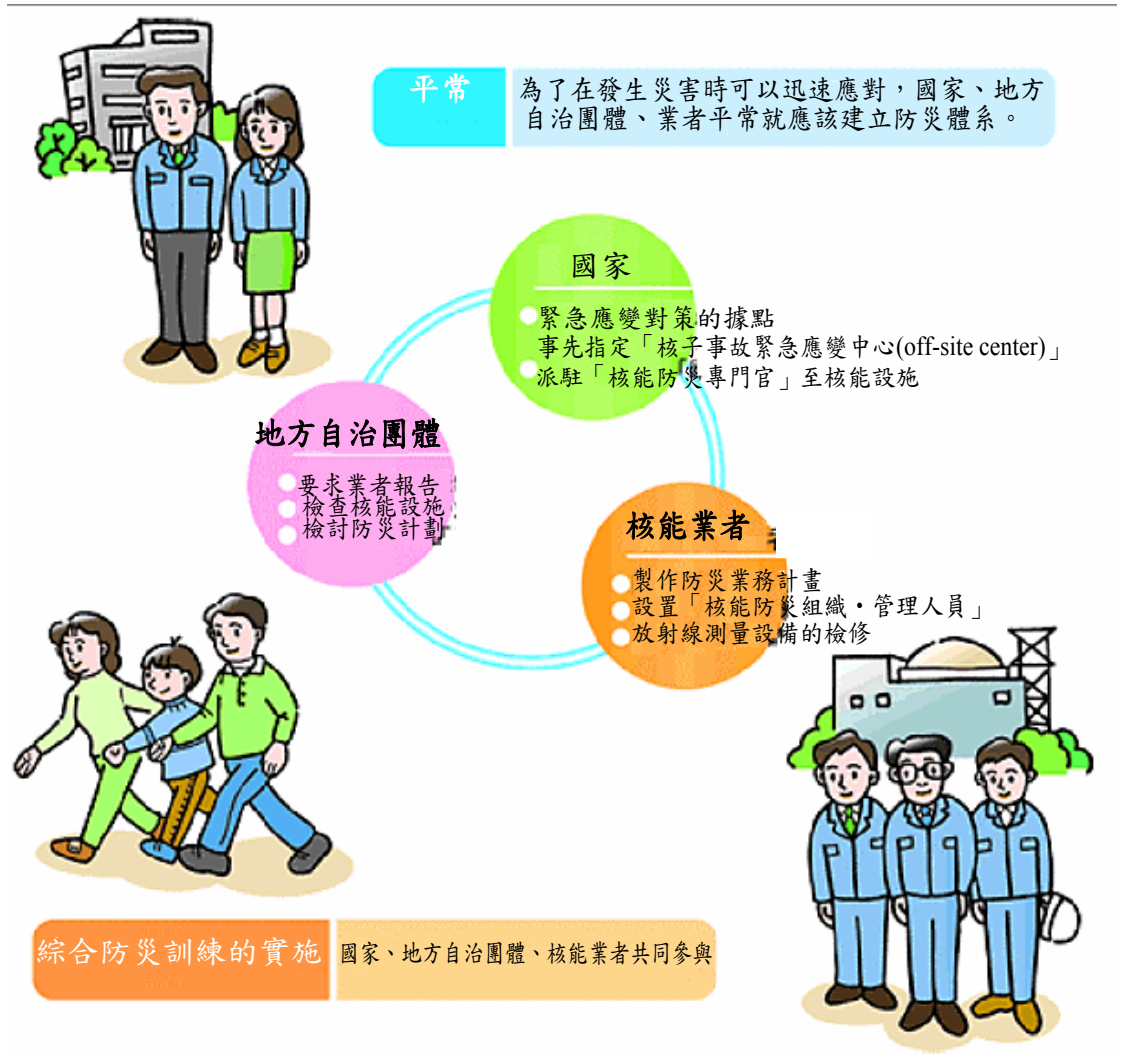 平常
為了在發生災害時可以迅速應對，國家、地方
自治團體、業者平常就應該建立防災體系。
國家
緊急應變對策的據點
事先指定「核子事故緊急應變中心(off-site center)」
派駐「核能防災專門官」至核能設施
地方自治團體
要求業者報告
檢查核能設施
檢討防災計劃
核能業者
製作防災業務計畫
設置「核能防災組織・管理人員」
放射線測量設備的檢修
綜合防災訓練的實施
國家、地方自治團體、核能業者共同參與